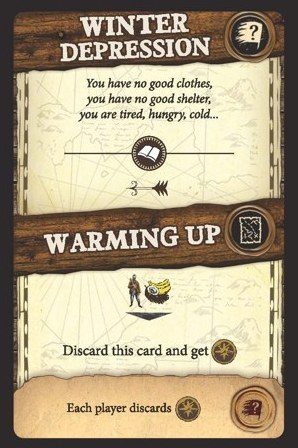 WINTER
DEPRESSION
You have no good clothes,
you have no good shelter,
you are tired, hungry, cold...
3
WARMING UP
Discard this card and get
Each player discards